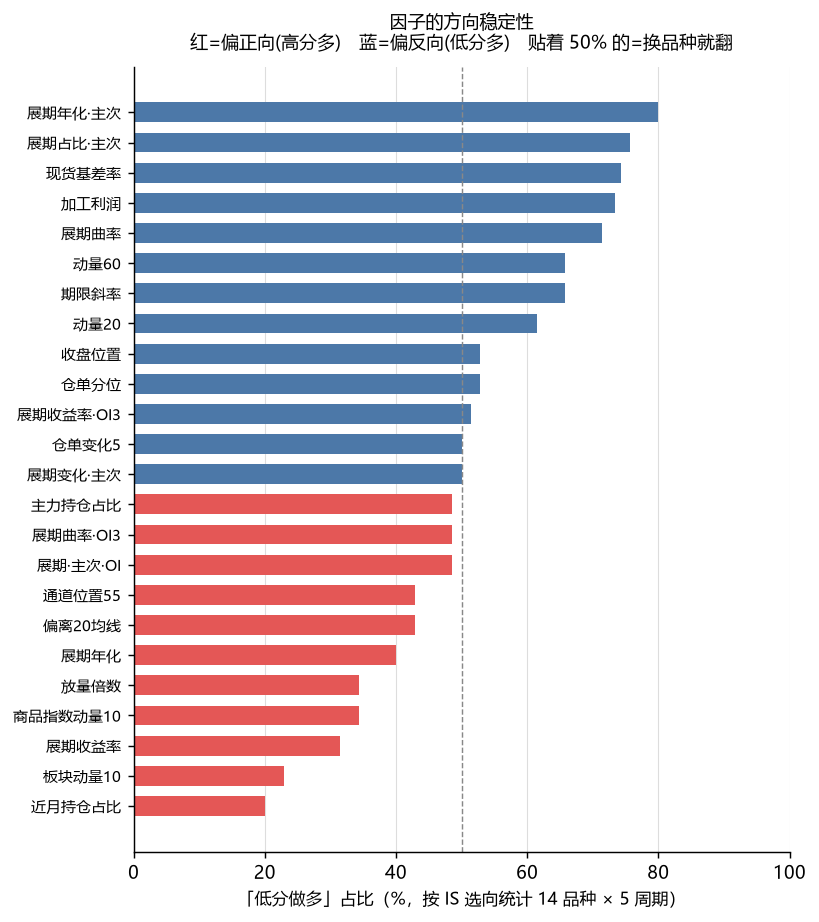 因子的方向稳定性
红=偏正向(高分多)　蓝=偏反向(低分多)　贴着 50% 的=换品种就翻
展期年化·主次
展期占比·主次
现货基差率
加工利润
展期曲率
动量60
期限斜率
动量20
收盘位置
仓单分位
展期收益率·OI3
仓单变化5
展期变化·主次
主力持仓占比
展期曲率·OI3
展期·主次·OI
通道位置55
偏离20均线
展期年化
放量倍数
商品指数动量10
展期收益率
板块动量10
近月持仓占比
0 20 40 60 80 100
「低分做多」占比（%，按 IS 选向统计 14 品种 × 5 周期）